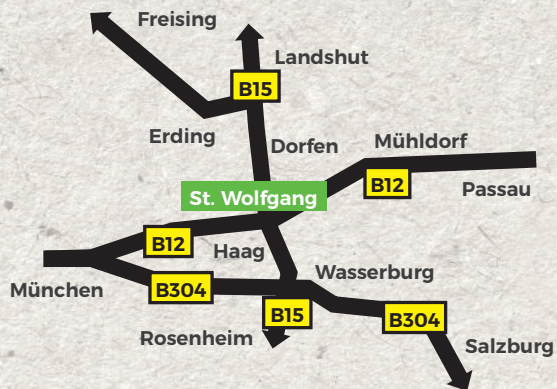 Freising
Landshut
B15
Erding
Dorfen
Mühldorf
B12
Passau
St. Wolfgang
B12
Haag
München
B304
Wasserburg
B15
Rosenheim
B304
Salzburg